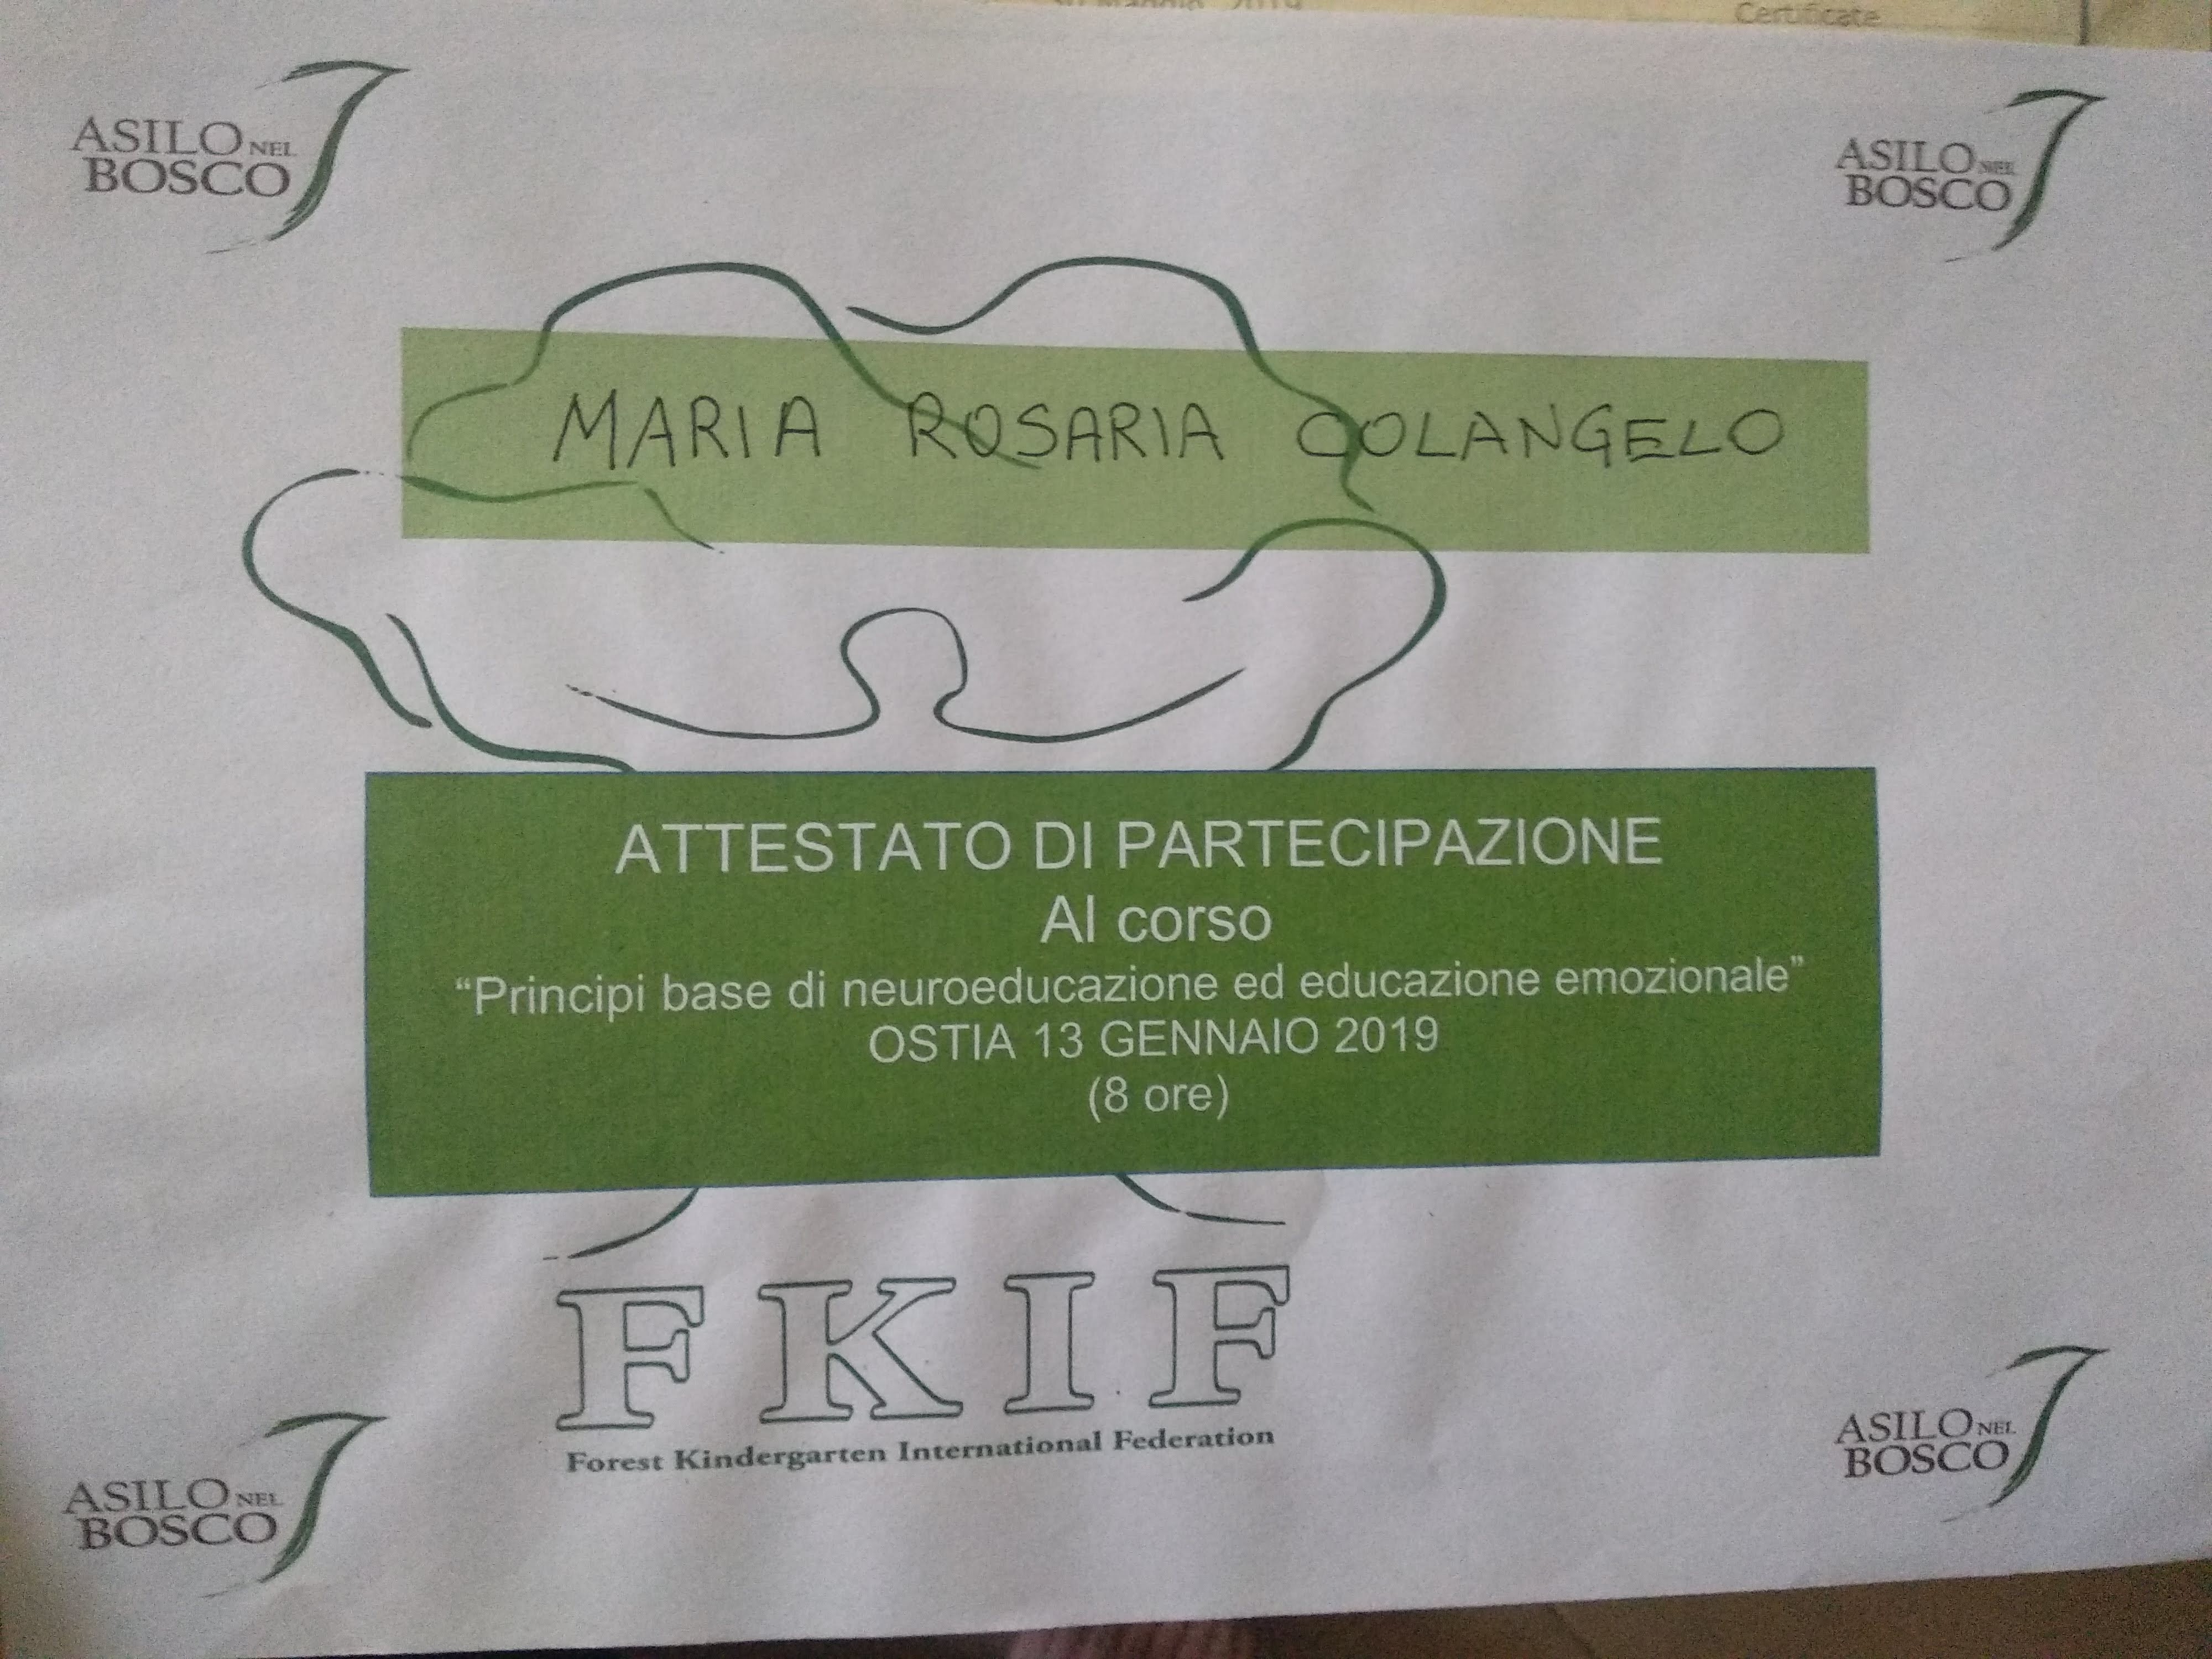 Maggio 2019
Certificate
ASILO NEL
BOSCO
ASILO NEL
BOSCO
MARIA ROSARIA COLANGELO
ATTESTATO DI PARTECIPAZIONE
Al corso
“Principi base di neuroeducazione ed educazione emozionale”
OSTIA 13 GENNAIO 2019
(8 ore)
F K I F
Forest Kindergarten International Federation
ASILO NEL
BOSCO
ASILO NEL
BOSCO